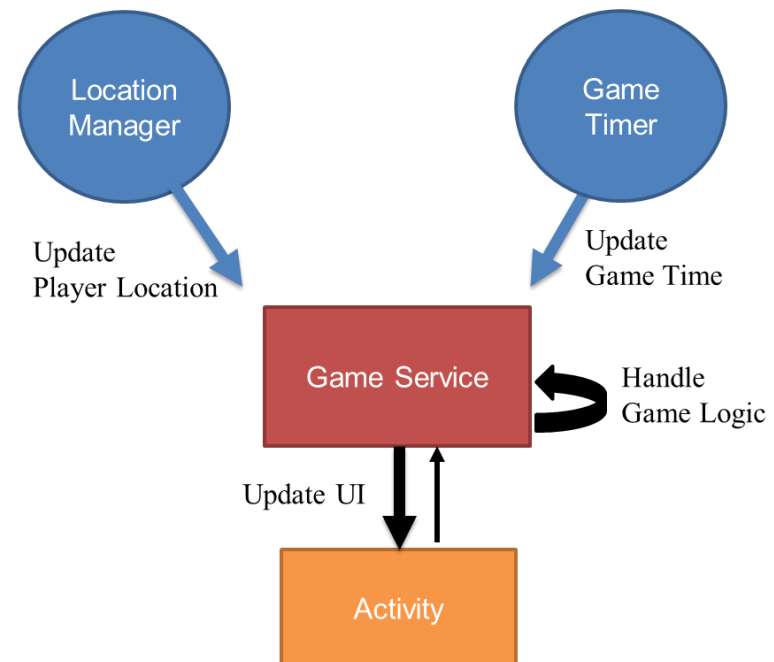 Location
Manager
Game
Timer
Update
Player Location
Update
Game Time
Game Service
Handle
Game Logic
Update UI
Activity